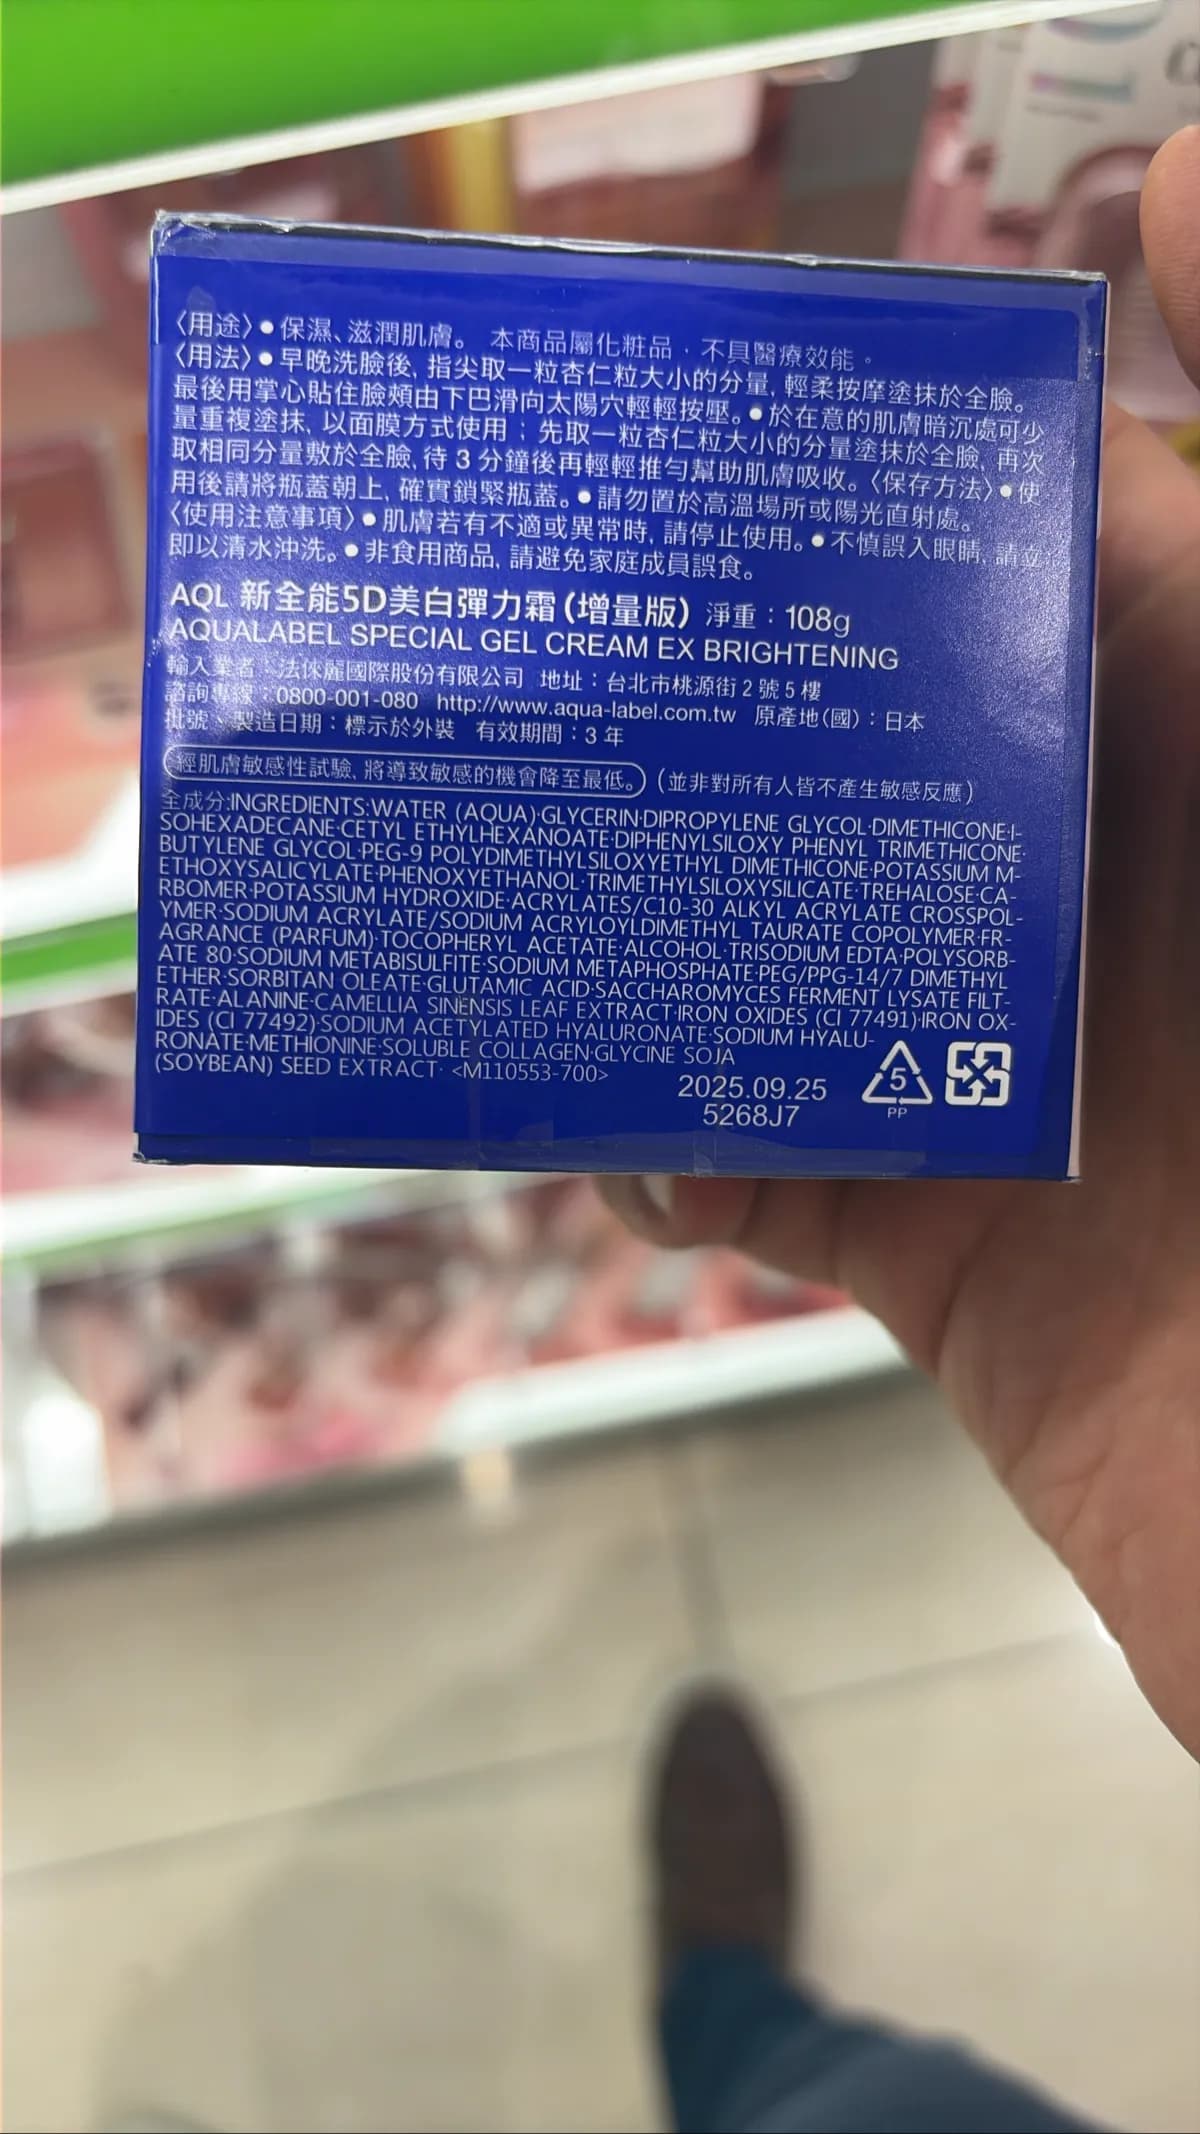 〈用途〉●保濕、滋潤肌膚。 本商品屬化粧品，不具醫療效能。
〈用法〉●早晚洗臉後, 指尖取一粒杏仁粒大小的分量, 輕柔按摩塗抹於全臉。
最後用掌心貼住臉頰由下巴滑向太陽穴輕輕按壓。●於在意的肌膚暗沉處可少
量重複塗抹, 以面膜方式使用；先取一粒杏仁粒大小的分量塗抹於全臉, 再次
取相同分量敷於全臉, 待 3 分鐘後再輕輕推勻幫助肌膚吸收。〈保存方法〉●使
用後請將瓶蓋朝上, 確實鎖緊瓶蓋。●請勿置於高溫場所或陽光直射處。
〈使用注意事項〉●肌膚若有不適或異常時, 請停止使用。●不慎誤入眼睛, 請立
即以清水沖洗。●非食用商品, 請避免家庭成員誤食。
AQL 新全能5D美白彈力霜(增量版) 淨重：108g
AQUALABEL SPECIAL GEL CREAM EX BRIGHTENING
輸入業者：法徠麗國際股份有限公司 地址：台北市桃源街 2 號 5 樓
諮詢專線：0800-001-080 http://www.aqua-label.com.tw 原產地(國)：日本
批號、製造日期：標示於外裝 有效期間：3 年
經肌膚敏感性試驗, 將導致敏感的機會降至最低。(並非對所有人皆不產生敏感反應)
全成分:INGREDIENTS:WATER (AQUA)·GLYCERIN·DIPROPYLENE GLYCOL·DIMETHICONE·I-
SOHEXADECANE·CETYL ETHYLHEXANOATE·DIPHENYLSILOXY PHENYL TRIMETHICONE·
BUTYLENE GLYCOL·PEG-9 POLYDIMETHYLSILOXYETHYL DIMETHICONE·POTASSIUM M-
ETHOXYSALICYLATE·PHENOXYETHANOL·TRIMETHYLSILOXYSILICATE·TREHALOSE·CA-
RBOMER·POTASSIUM HYDROXIDE·ACRYLATES/C10-30 ALKYL ACRYLATE CROSSPOL-
YMER·SODIUM ACRYLATE/SODIUM ACRYLOYLDIMETHYL TAURATE COPOLYMER·FR-
AGRANCE (PARFUM)·TOCOPHERYL ACETATE·ALCOHOL·TRISODIUM EDTA·POLYSORB-
ATE 80·SODIUM METABISULFITE·SODIUM METAPHOSPHATE·PEG/PPG-14/7 DIMETHYL
ETHER·SORBITAN OLEATE·GLUTAMIC ACID·SACCHAROMYCES FERMENT LYSATE FILT-
RATE·ALANINE·CAMELLIA SINENSIS LEAF EXTRACT·IRON OXIDES (CI 77491)·IRON OX-
IDES (CI 77492)·SODIUM ACETYLATED HYALURONATE·SODIUM HYALU-
RONATE·METHIONINE·SOLUBLE COLLAGEN·GLYCINE SOJA
(SOYBEAN) SEED EXTRACT· <M110553-700>
2025.09.25
5268J7
5
PP